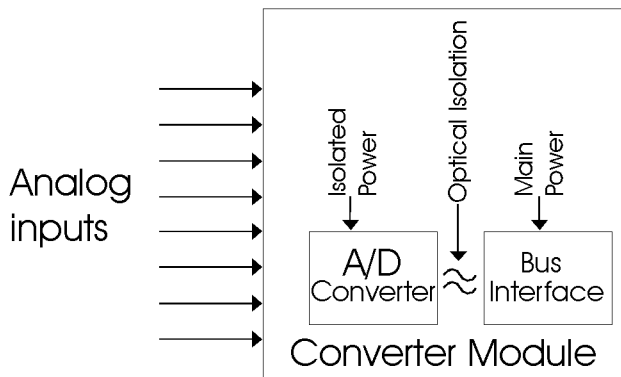 Analog
inputs
Isolated
Power
Optical Isolation
Main
Power
A/D
Converter
Bus
Interface
Converter Module